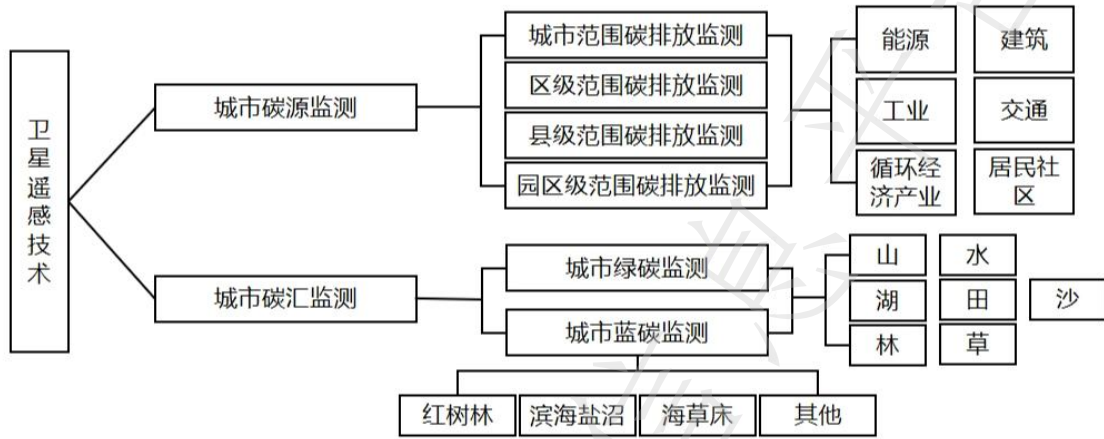 卫星遥感技术
城市碳源监测
城市范围碳排放监测
区级范围碳排放监测
县级范围碳排放监测
园区级范围碳排放监测
能源
建筑
工业
交通
循环经
济产业
居民社
区
城市碳汇监测
城市绿碳监测
城市蓝碳监测
山
水
湖
田
沙
林
草
红树林
滨海盐沼
海草床
其他